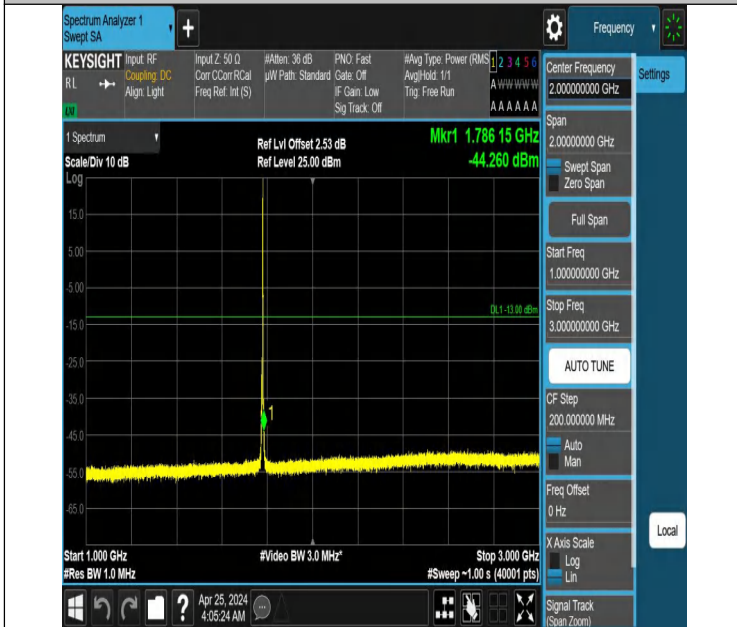 Spectrum Analyzer 1
Swept SA
+
Frequency
KEYSIGHT
RL
Input: RF
Coupling: DC
Align: Light
Input Z: 50 Ω
Corr CCorr RCal
Freq Ref: Int (S)
#Atten: 36 dB
µW Path: Standard
PNO: Fast
Gate: Off
IF Gain: Low
Sig Track: Off
#Avg Type: Power (RMS
Avg|Hold: 1/1
Trig: Free Run
1 2 3 4 5 6
A W W W W W
A A A A A A
1 Spectrum
Scale/Div 10 dB
Log
Ref Lvl Offset 2.53 dB
Ref Level 25.00 dBm
Mkr1 1.786 15 GHz
-44.260 dBm
15.0
5.00
-5.00
-15.0
-25.0
-35.0
-45.0
-55.0
-65.0
DL1 -13.00 dBm
1
Start 1.000 GHz
#Res BW 1.0 MHz
#Video BW 3.0 MHz*
Stop 3.000 GHz
#Sweep ~1.00 s (40001 pts)
Center Frequency
2.000000000 GHz
Settings
Span
2.00000000 GHz
Swept Span
Zero Span
Full Span
Start Freq
1.000000000 GHz
Stop Freq
3.000000000 GHz
AUTO TUNE
CF Step
200.000000 MHz
Auto
Man
Freq Offset
0 Hz
X Axis Scale
Log
Lin
Local
Signal Track
(Span Zoom)
?
Apr 25, 2024
4:05:24 AM